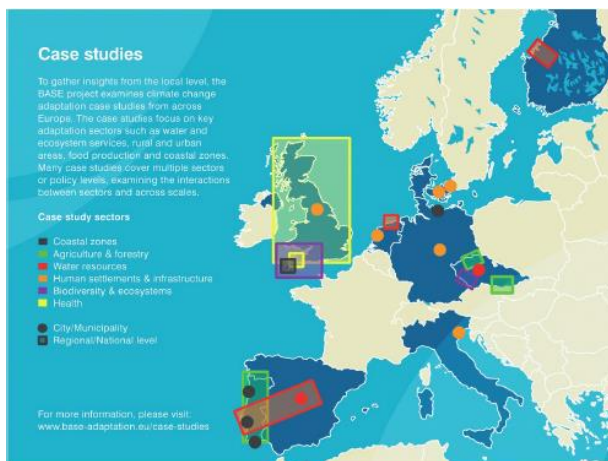 Case studies
To gather insights from the local level, the
BASE project examines climate change
adaptation case studies from across
Europe. The case studies focus on key
adaptation sectors such as water and
ecosystem services, rural and urban
areas, food production and coastal zones.
Many case studies cover multiple sectors
or policy levels, examining the interactions
between sectors and across scales.
Case study sectors
Coastal zones
Agriculture & forestry
Water resources
Human settlements & infrastructure
Biodiversity & ecosystems
Health
City/Municipality
Regional/National level
For more information, please visit:
www.base-adaptation.eu/case-studies